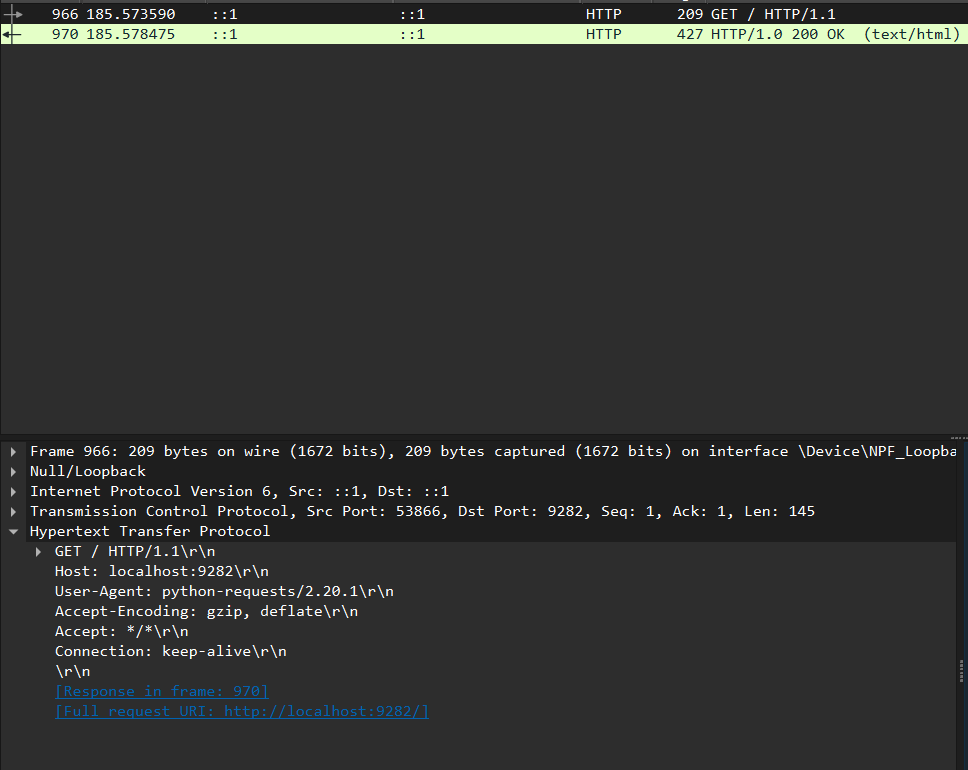 966 185.573590 ::1 ::1 HTTP 209 GET / HTTP/1.1
970 185.578475 ::1 ::1 HTTP 427 HTTP/1.0 200 OK (text/html)
Frame 966: 209 bytes on wire (1672 bits), 209 bytes captured (1672 bits) on interface \Device\NPF_Loopba
Null/Loopback
Internet Protocol Version 6, Src: ::1, Dst: ::1
Transmission Control Protocol, Src Port: 53866, Dst Port: 9282, Seq: 1, Ack: 1, Len: 145
Hypertext Transfer Protocol
GET / HTTP/1.1\r\n
Host: localhost:9282\r\n
User-Agent: python-requests/2.20.1\r\n
Accept-Encoding: gzip, deflate\r\n
Accept: */*\r\n
Connection: keep-alive\r\n
\r\n
[Response in frame: 970]
[Full request URI: http://localhost:9282/]